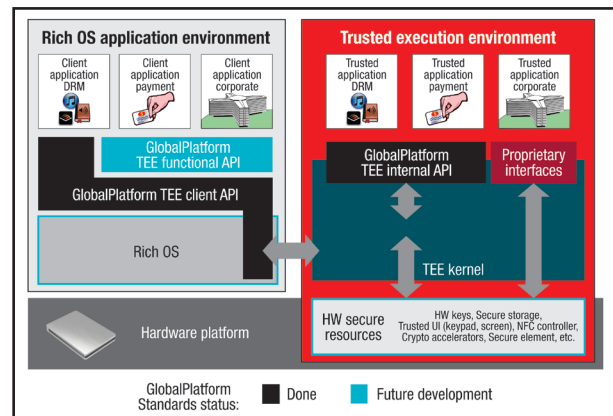 Rich OS application environment
Client
application
DRM
Client
application
payment
Client
application
corporate
GlobalPlatform
TEE functional API
GlobalPlatform TEE client API
Rich OS
Trusted execution environment
Trusted
application
DRM
Trusted
application
payment
Trusted
application
corporate
GlobalPlatform
TEE internal API
Proprietary
interfaces
TEE kernel
Hardware platform
HW secure
resources
HW keys, Secure storage,
Trusted UI (keypad, screen), NFC controller,
Crypto accelerators, Secure element, etc.
GlobalPlatform
Standards status:
Done
Future development